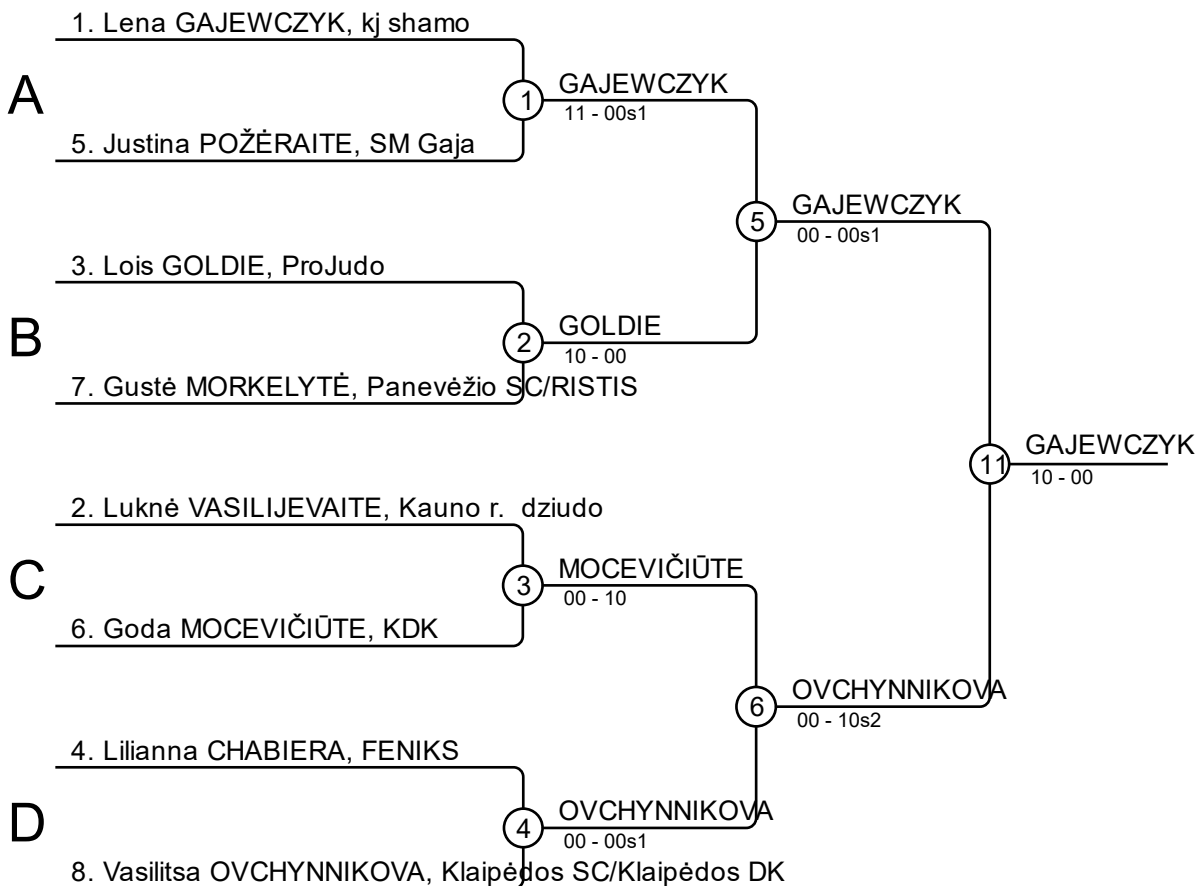 1. Lena GAJEWCZYK, kj shamo
A
1
GAJEWCZYK
11 - 00s1
5. Justina POŽĖRAITE, SM Gaja
5
GAJEWCZYK
00 - 00s1
3. Lois GOLDIE, ProJudo
B
2
GOLDIE
10 - 00
7. Gustė MORKELYTĖ, Panevėžio SC/RISTIS
11
GAJEWCZYK
10 - 00
2. Luknė VASILIJEVAITE, Kauno r. dziudo
C
3
MOCEVIČIŪTE
00 - 10
6. Goda MOCEVIČIŪTE, KDK
6
OVCHYNNIKOVA
00 - 10s2
4. Lilianna CHABIERA, FENIKS
D
4
OVCHYNNIKOVA
00 - 00s1
8. Vasilitsa OVCHYNNIKOVA, Klaipėdos SC/Klaipėdos DK